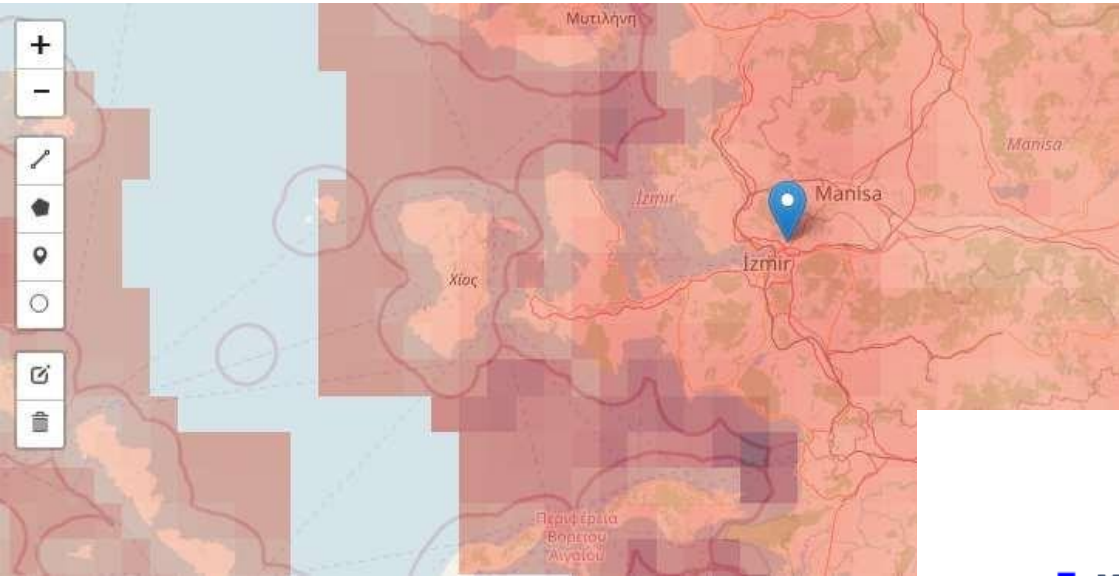 +
Μυτιλήνη
−
Manisa
İzmir
Manisa
İzmir
Χίος
Περιφέρεια
Βορείου
Αιγαίου